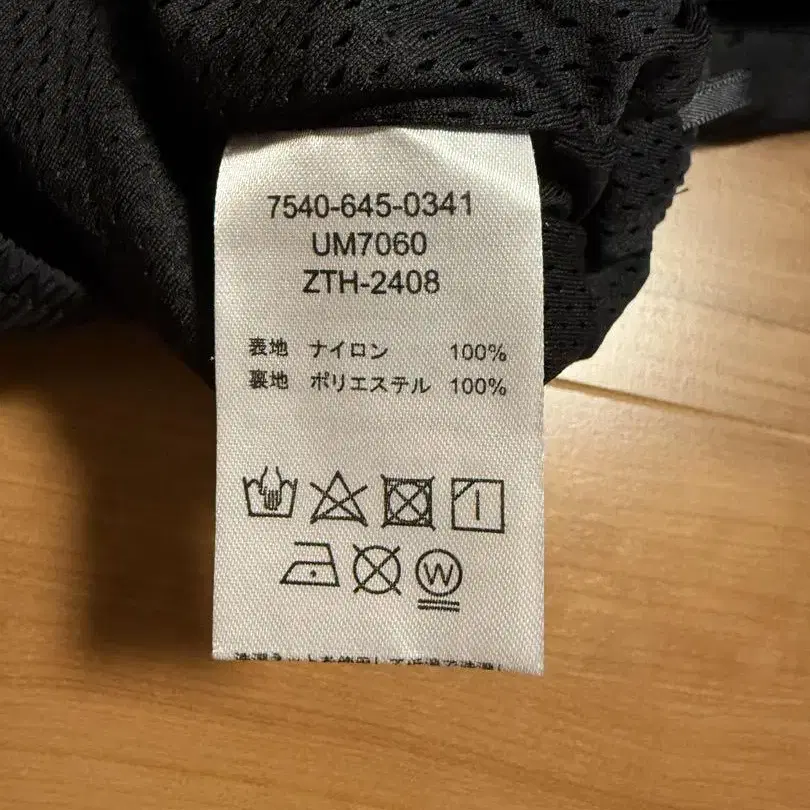 7540-645-0341
UM7060
ZTH-2408
表地 ナイロン 100%
裏地 ポリエステル 100%
W